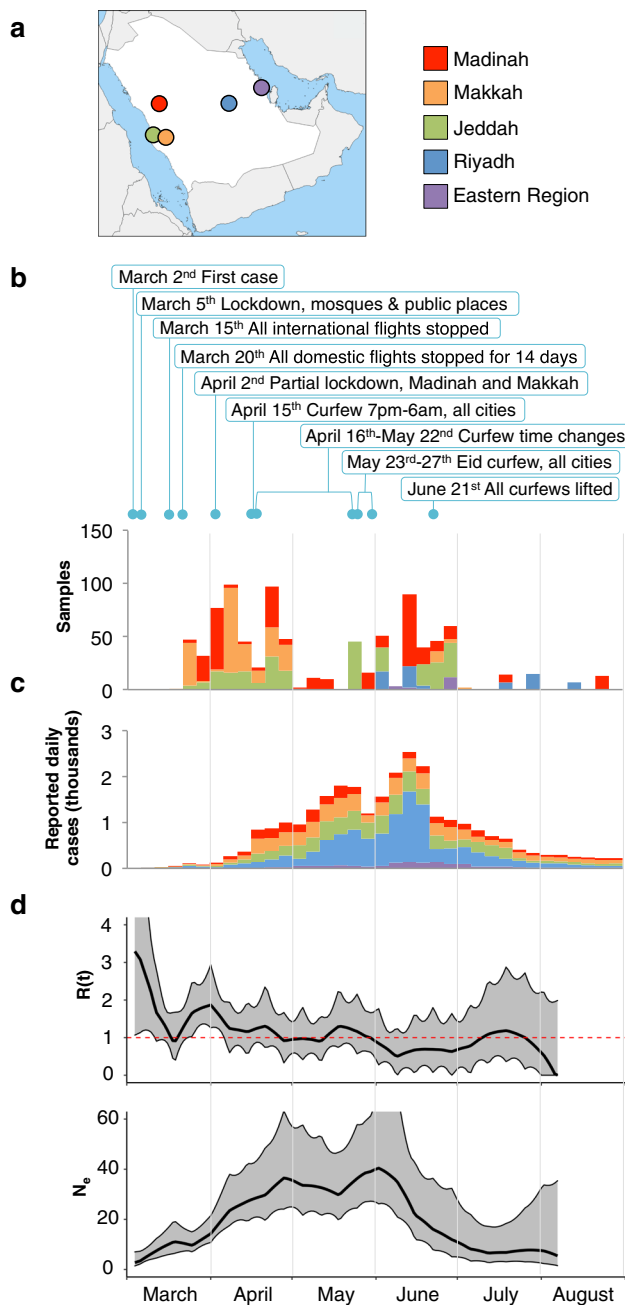 a
Madinah
Makkah
Jeddah
Riyadh
Eastern Region
b
March 2nd First case
March 5th Lockdown, mosques & public places
March 15th All international flights stopped
March 20th All domestic flights stopped for 14 days
April 2nd Partial lockdown, Madinah and Makkah
April 15th Curfew 7pm-6am, all cities
April 16th-May 22nd Curfew time changes
May 23rd-27th Eid curfew, all cities
June 21st All curfews lifted
150
100
50
0
Samples
c
3
2
1
0
Reported daily
cases (thousands)
d
4
3
2
1
0
R(t)
60
40
20
0
Ne
March April May June July August